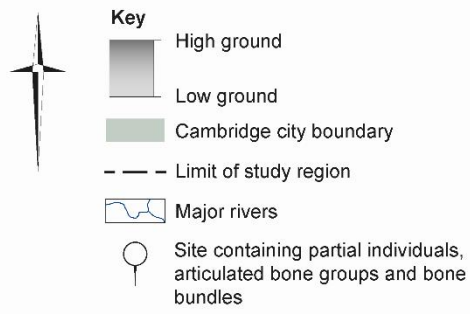 Key
High ground
Low ground
Cambridge city boundary
Limit of study region
Major rivers
Site containing partial individuals,
articulated bone groups and bone
bundles